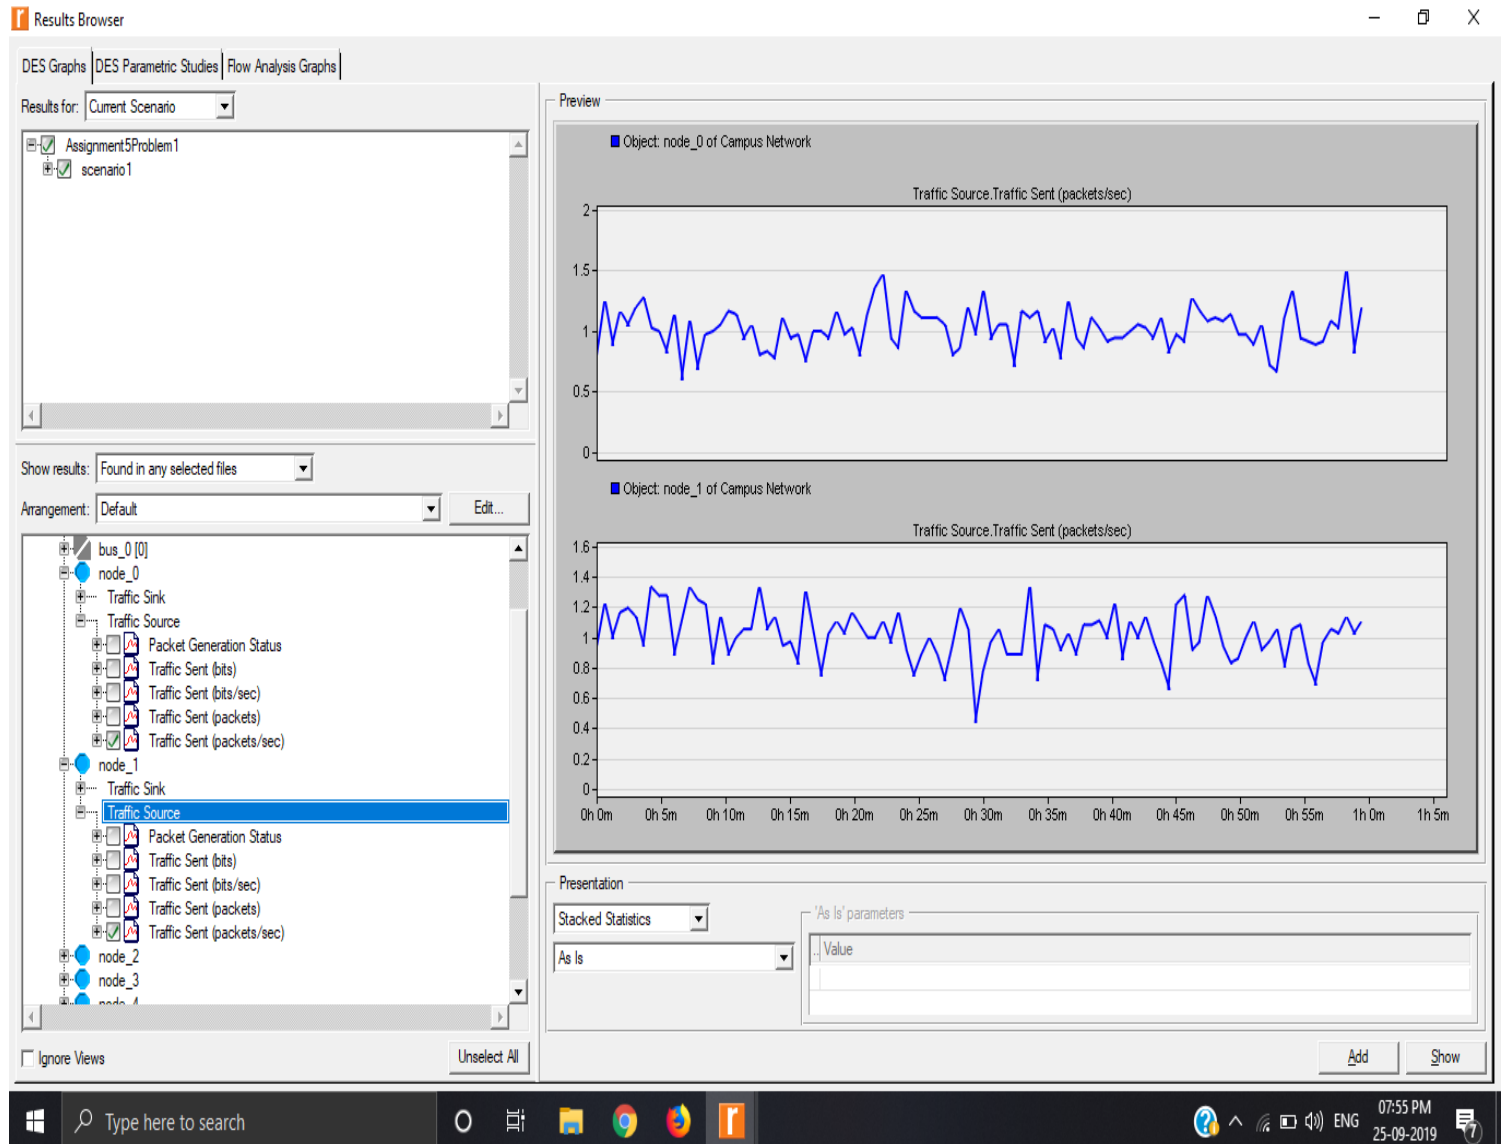 Results Browser
DES Graphs DES Parametric Studies Flow Analysis Graphs
Results for: Current Scenario
Assignment5Problem1
scenario1
Show results: Found in any selected files
Arrangement: Default Edit...
bus_0 [0]
node_0
Traffic Sink
Traffic Source
Packet Generation Status
Traffic Sent (bits)
Traffic Sent (bits/sec)
Traffic Sent (packets)
Traffic Sent (packets/sec)
node_1
Traffic Sink
Traffic Source
Packet Generation Status
Traffic Sent (bits)
Traffic Sent (bits/sec)
Traffic Sent (packets)
Traffic Sent (packets/sec)
node_2
node_3
node_4
Ignore Views Unselect All
Preview
Object: node_0 of Campus Network
Traffic Source.Traffic Sent (packets/sec)
2
1.5
1
0.5
0
Object: node_1 of Campus Network
Traffic Source.Traffic Sent (packets/sec)
1.6
1.4
1.2
1
0.8
0.6
0.4
0.2
0
0h 0m 0h 5m 0h 10m 0h 15m 0h 20m 0h 25m 0h 30m 0h 35m 0h 40m 0h 45m 0h 50m 0h 55m 1h 0m 1h 5m
Presentation
Stacked Statistics
As Is
'As Is' parameters
.. Value
Add Show
Type here to search
ENG
07:55 PM
25-09-2019
7